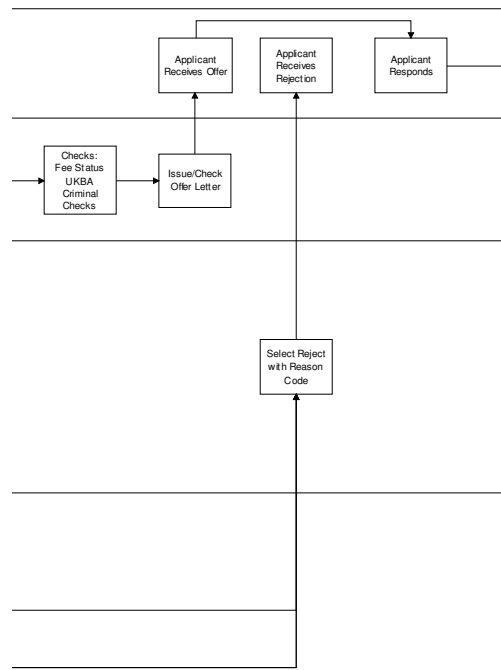 Applicant
Receives Offer
Applicant
Receives
Rejection
Applicant
Responds
Checks:
Fee Status
UKBA
Criminal
Checks
Issue/Check
Offer Letter
Select Reject
with Reason
Code